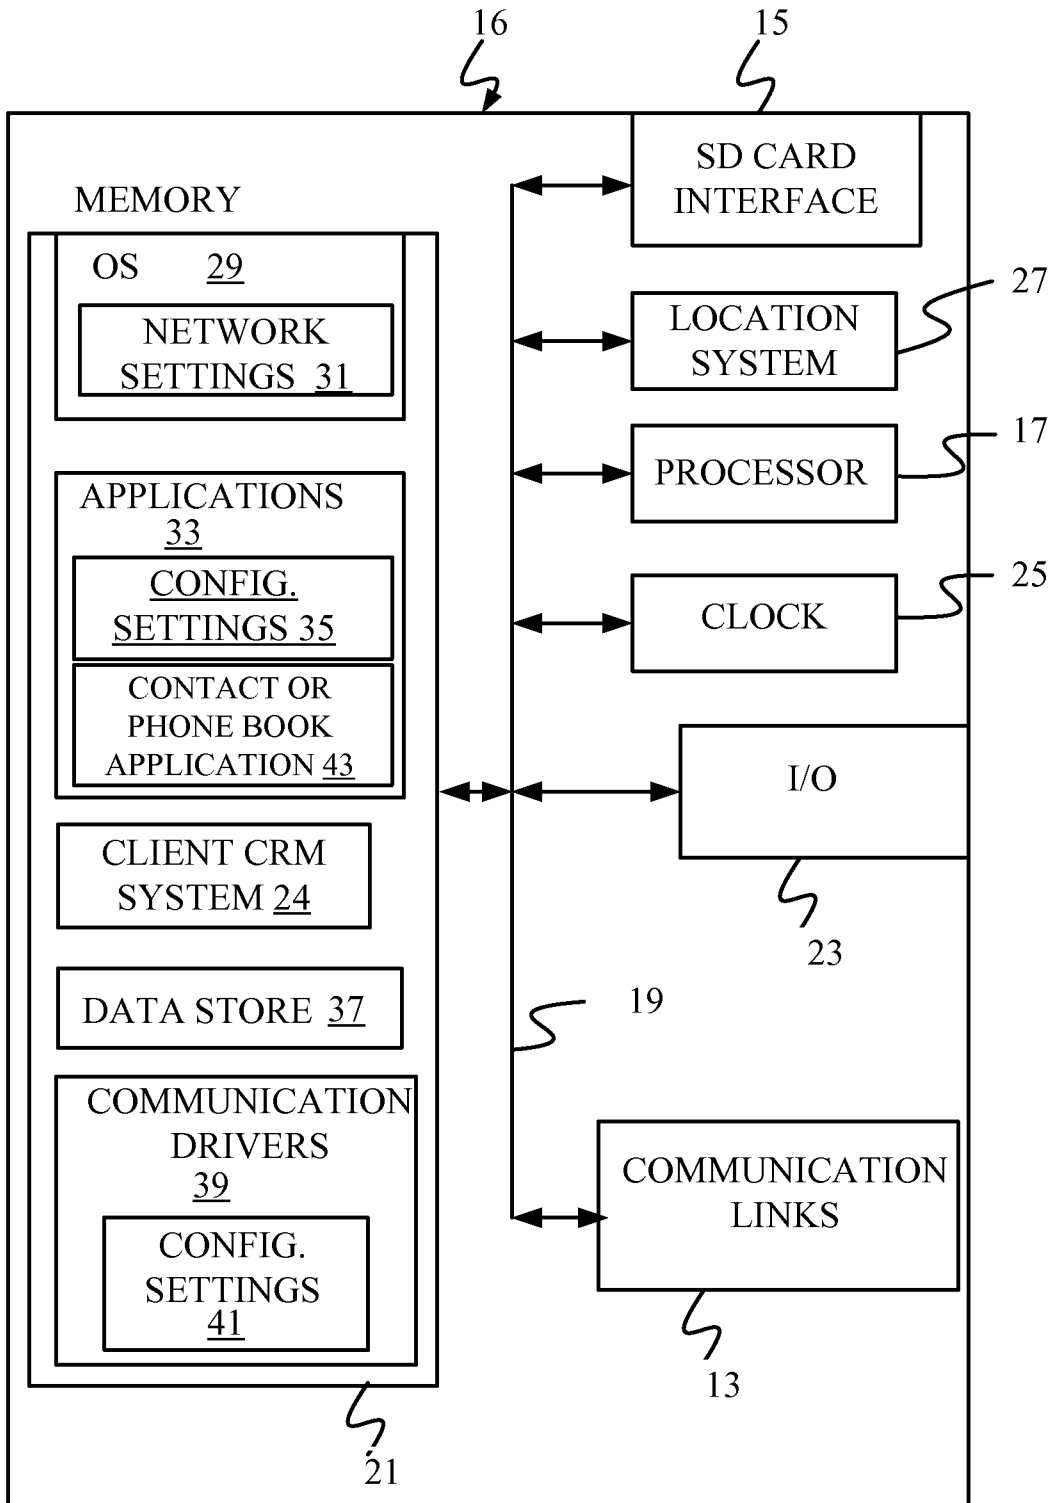 16
15
SD CARD
INTERFACE
MEMORY
OS 29
NETWORK
SETTINGS 31
27
LOCATION
SYSTEM
17
PROCESSOR
APPLICATIONS
33
CONFIG.
SETTINGS 35
25
CLOCK
CONTACT OR
PHONE BOOK
APPLICATION 43
I/O
23
CLIENT CRM
SYSTEM 24
DATA STORE 37
19
COMMUNICATION
DRIVERS
39
CONFIG.
SETTINGS
41
COMMUNICATION
LINKS
13
21